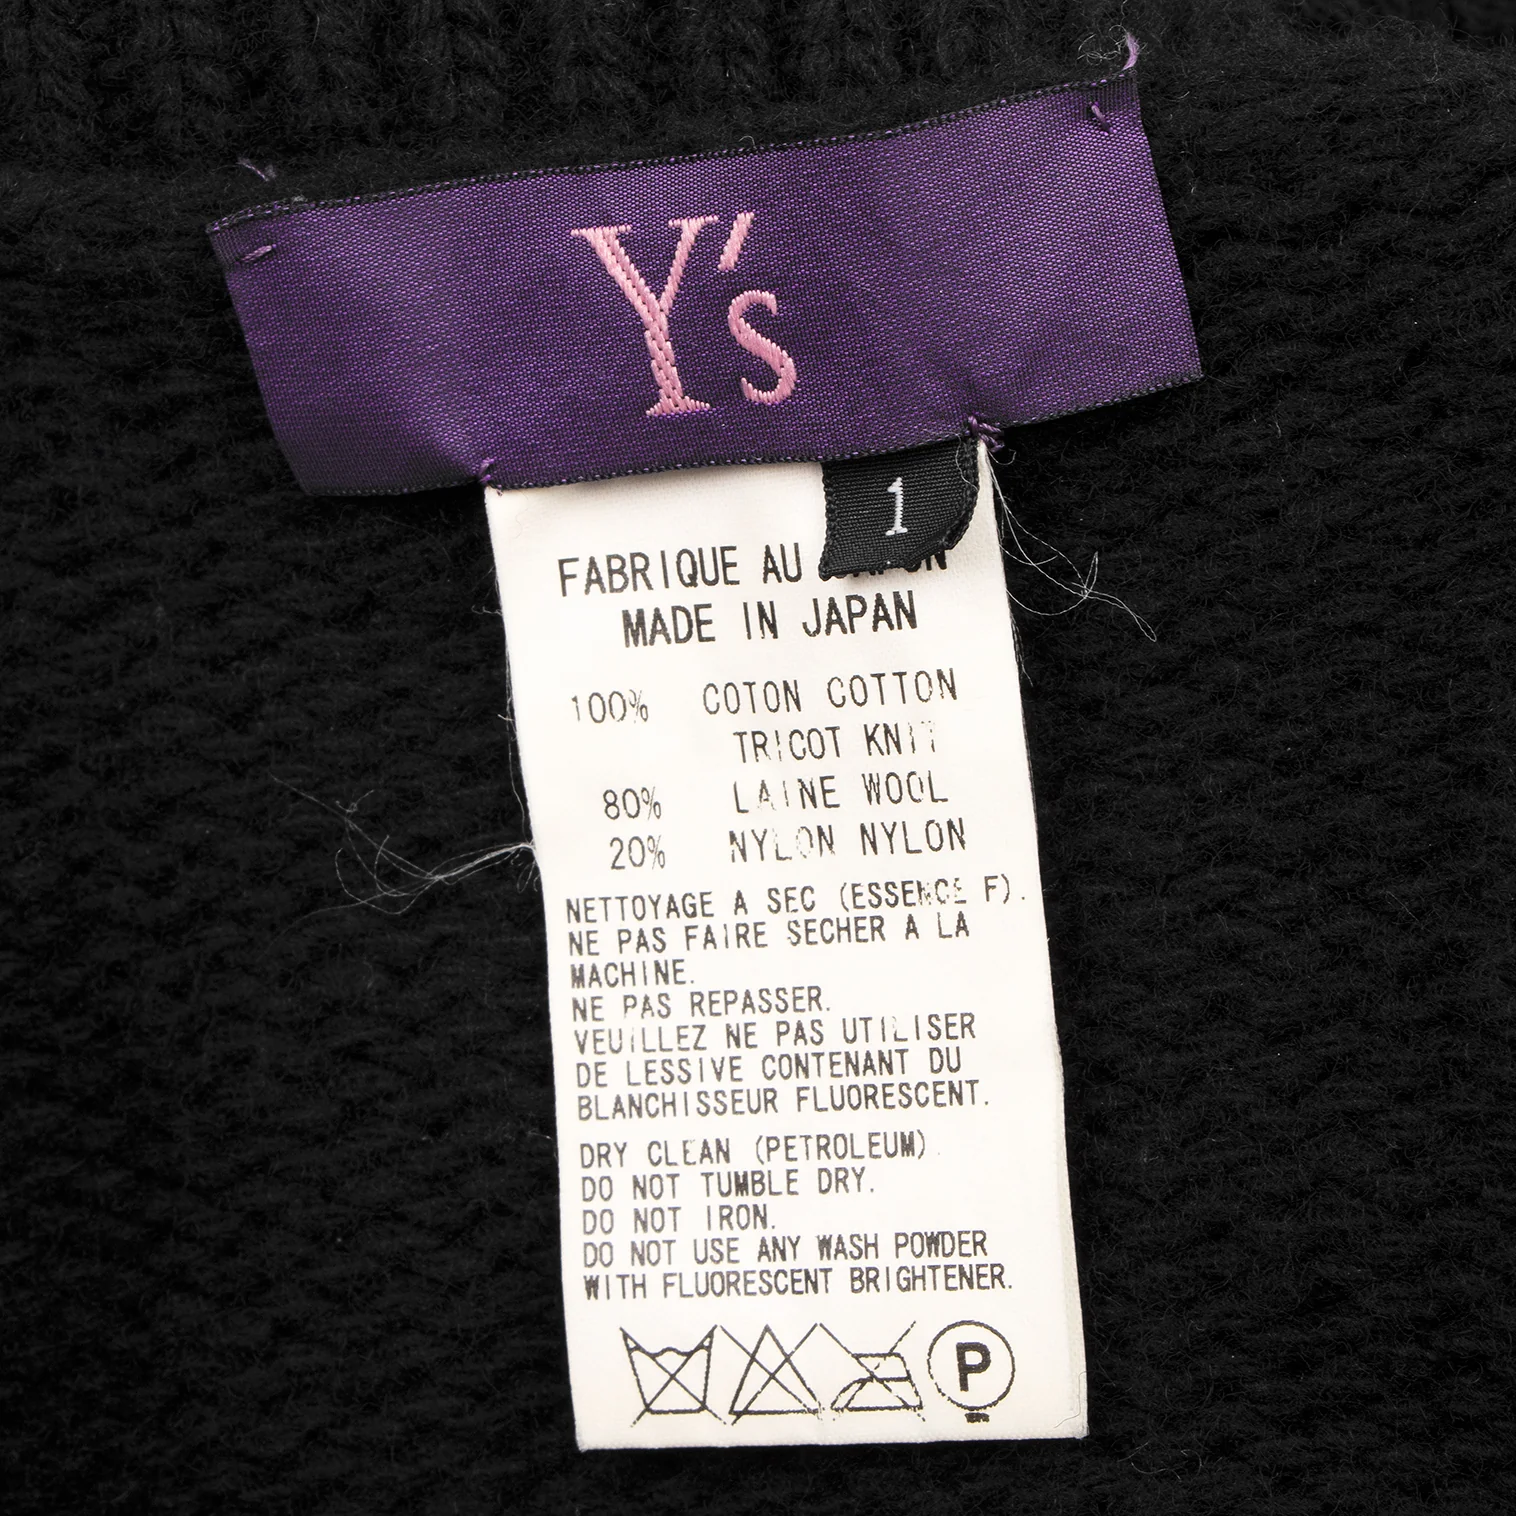 Y's
1
FABRIQUE AU JAPON
MADE IN JAPAN
100% COTON COTTON
TRICOT KNIT
80% LAINE WOOL
20% NYLON NYLON
NETTOYAGE A SEC (ESSENCE F).
NE PAS FAIRE SECHER A LA
MACHINE.
NE PAS REPASSER.
VEUILLEZ NE PAS UTILISER
DE LESSIVE CONTENANT DU
BLANCHISSEUR FLUORESCENT.
DRY CLEAN (PETROLEUM)
DO NOT TUMBLE DRY.
DO NOT IRON.
DO NOT USE ANY WASH POWDER
WITH FLUORESCENT BRIGHTENER.
P